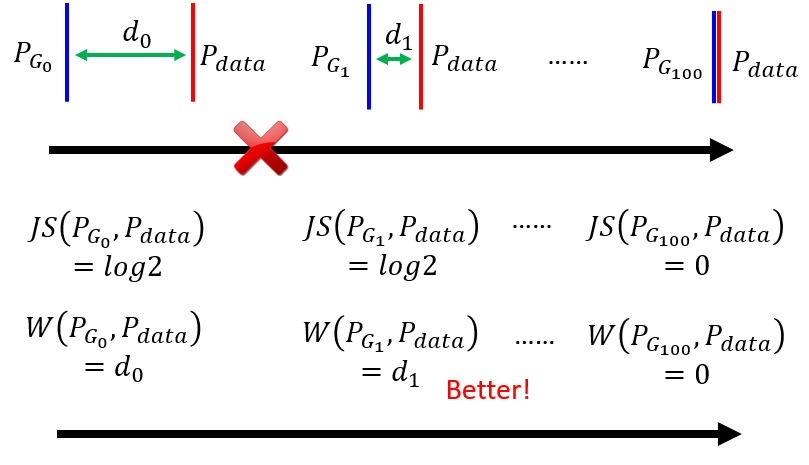 P_{G_0} d_0 P_{data} P_{G_1} d_1 P_{data} …… P_{G_{100}} P_{data}
JS(P_{G_0}, P_{data}) JS(P_{G_1}, P_{data}) …… JS(P_{G_{100}}, P_{data})
= log2 = log2 = 0
W(P_{G_0}, P_{data}) W(P_{G_1}, P_{data}) …… W(P_{G_{100}}, P_{data})
= d_0 = d_1 = 0
Better!